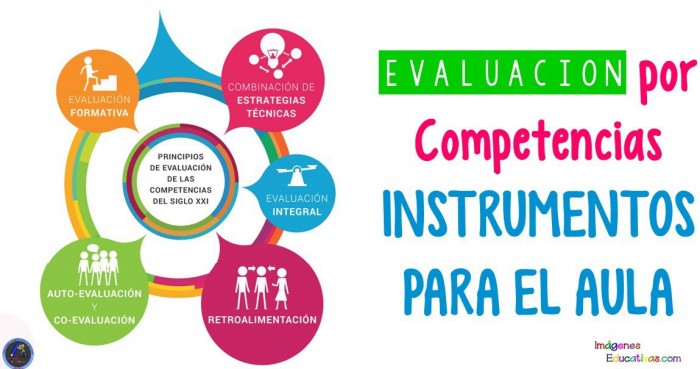 EVALUACION por
Competencias
INSTRUMENTOS
PARA EL AULA
PRINCIPIOS
DE EVALUACIÓN
DE LAS
COMPETENCIAS
DEL SIGLO XXI
EVALUACIÓN
FORMATIVA
COMBINACIÓN DE
ESTRATEGIAS
TÉCNICAS
EVALUACIÓN
INTEGRAL
RETROALIMENTACIÓN
AUTO-EVALUACIÓN
Y
CO-EVALUACIÓN
Imágenes
Educativas.com